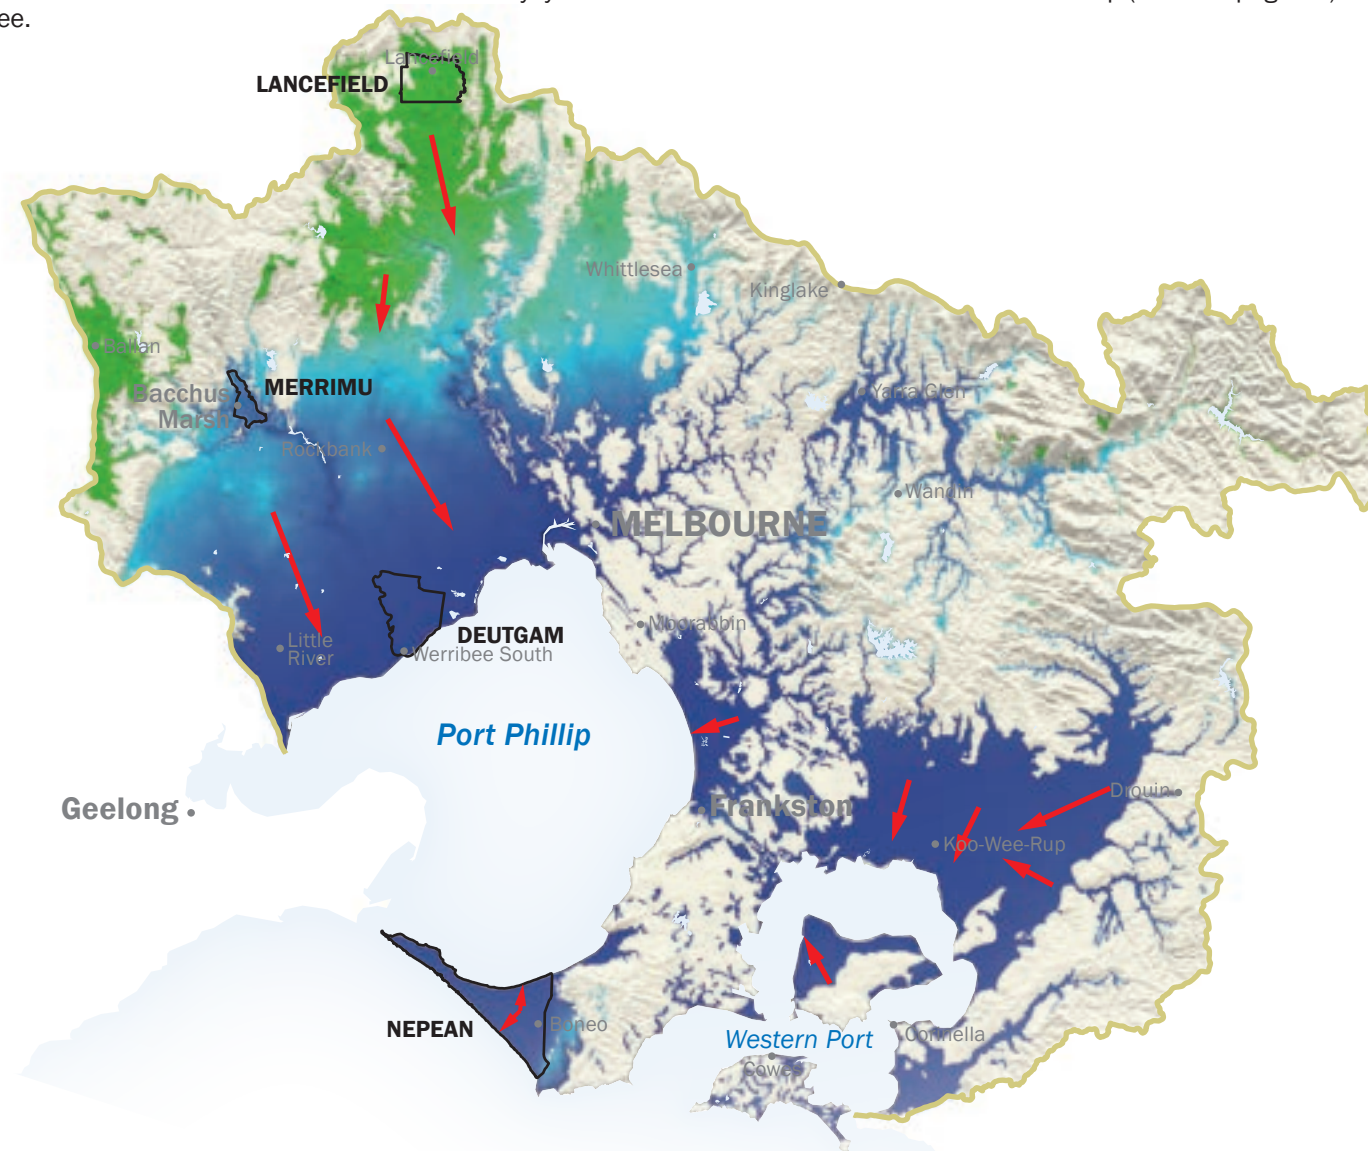 ee.
Lancefield
LANCEFIELD
Whittlesea
Kinglake
Ballan
MERRIMU
Bacchus
Marsh
Yarra Glen
Rockbank
Wandin
MELBOURNE
Moorabbin
DEUTGAM
Little
River
Werribee South
Port Phillip
Drouin
Geelong
Frankston
Koo-Wee-Rup
NEPEAN
Boneo
Western Port
Corinella
Cowes